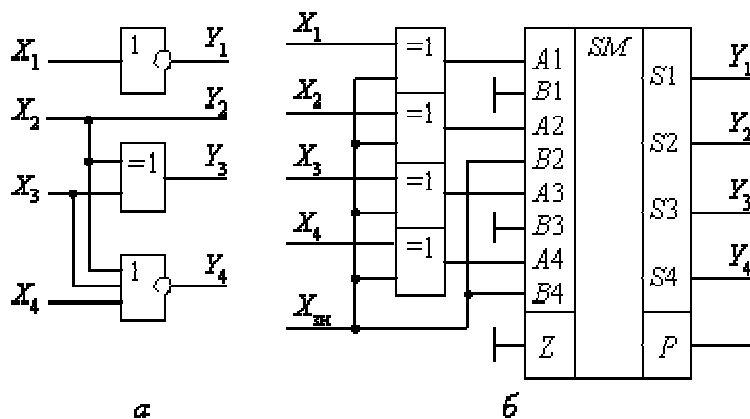 X₁ 1 Y₁
X₂ Y₂
X₃ =1 Y₃
X₄ 1 Y₄
а
X₁ =1 A1 SM S1 Y₁
B1
X₂ =1 A2 S2 Y₂
B2
X₃ =1 A3 S3 Y₃
B3
X₄ =1 A4 S4 Y₄
B4
Xзн
Z P
б